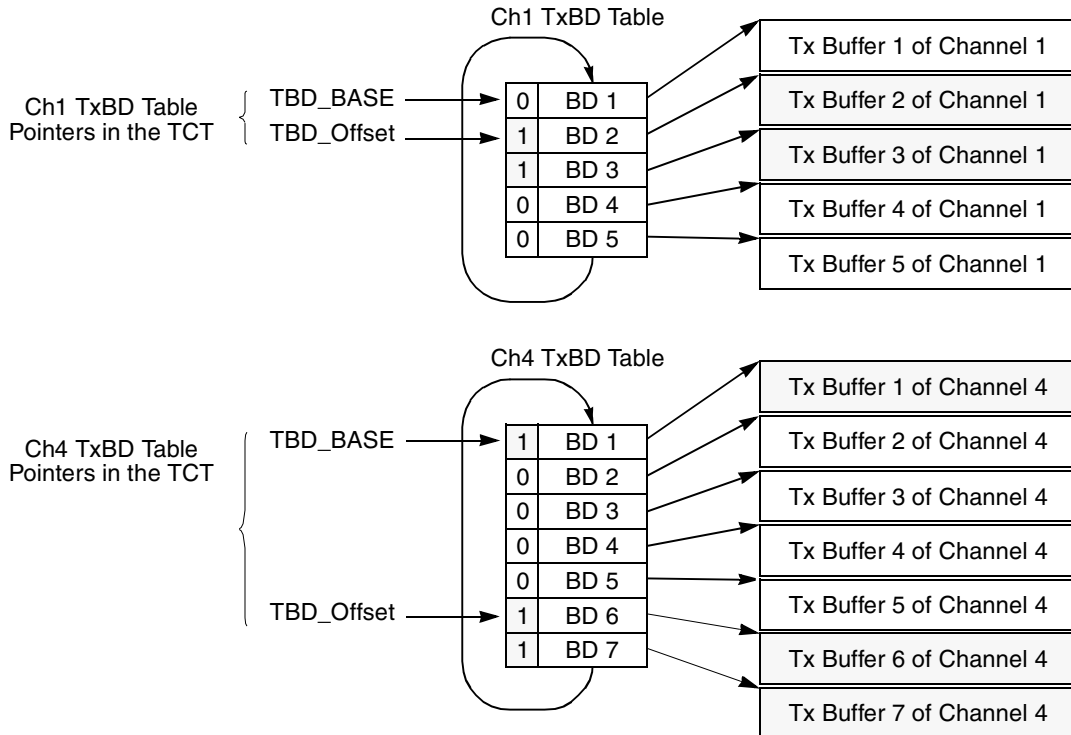 Ch1 TxBD Table
Ch1 TxBD Table
Pointers in the TCT
TBD_BASE
TBD_Offset
0 BD 1
1 BD 2
1 BD 3
0 BD 4
0 BD 5
Tx Buffer 1 of Channel 1
Tx Buffer 2 of Channel 1
Tx Buffer 3 of Channel 1
Tx Buffer 4 of Channel 1
Tx Buffer 5 of Channel 1
Ch4 TxBD Table
Ch4 TxBD Table
Pointers in the TCT
TBD_BASE
TBD_Offset
1 BD 1
0 BD 2
0 BD 3
0 BD 4
0 BD 5
1 BD 6
1 BD 7
Tx Buffer 1 of Channel 4
Tx Buffer 2 of Channel 4
Tx Buffer 3 of Channel 4
Tx Buffer 4 of Channel 4
Tx Buffer 5 of Channel 4
Tx Buffer 6 of Channel 4
Tx Buffer 7 of Channel 4